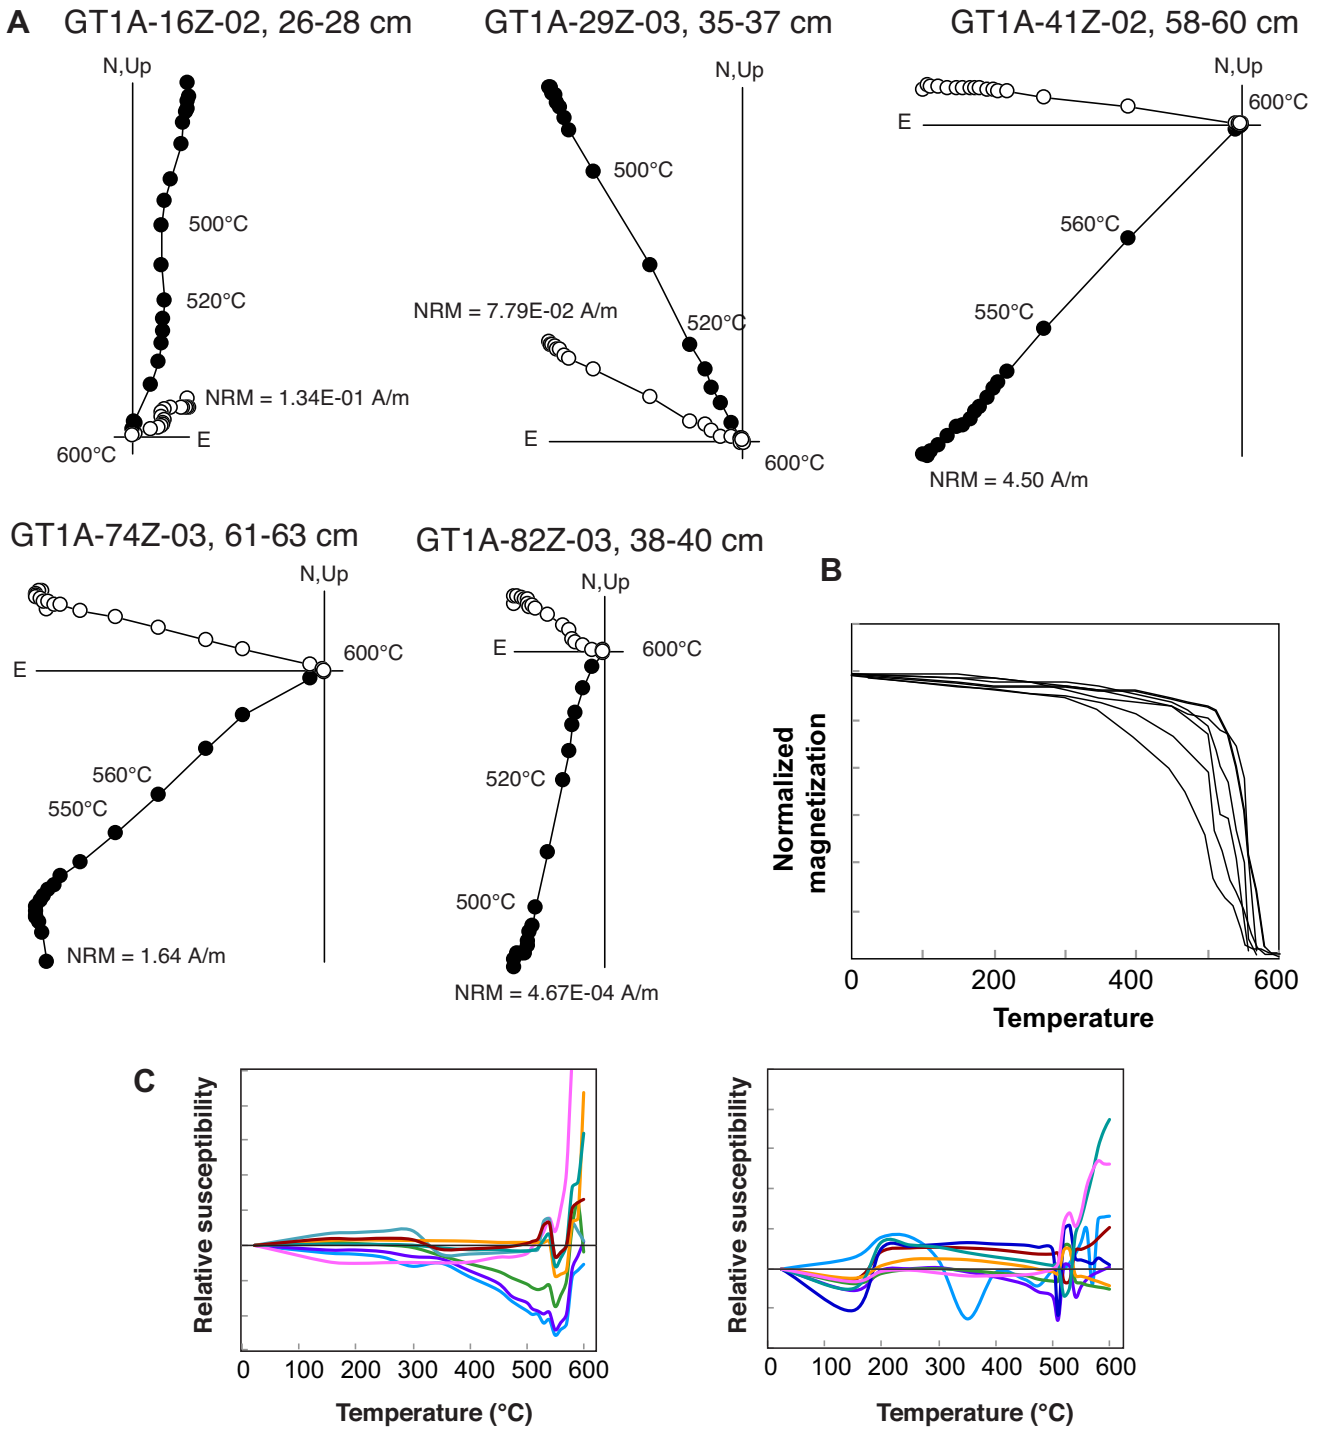 A
GT1A-16Z-02, 26-28 cm
N,Up
500°C
520°C
NRM = 1.34E-01 A/m
E
600°C
GT1A-29Z-03, 35-37 cm
N,Up
500°C
NRM = 7.79E-02 A/m
520°C
E
600°C
GT1A-41Z-02, 58-60 cm
N,Up
600°C
E
560°C
550°C
NRM = 4.50 A/m
GT1A-74Z-03, 61-63 cm
N,Up
600°C
E
560°C
550°C
NRM = 1.64 A/m
GT1A-82Z-03, 38-40 cm
N,Up
E
600°C
520°C
500°C
NRM = 4.67E-04 A/m
B
Normalized
magnetization
0 200 400 600
Temperature
C
Relative susceptibility
0 100 200 300 400 500 600
Temperature (°C)
Relative susceptibility
0 100 200 300 400 500 600
Temperature (°C)